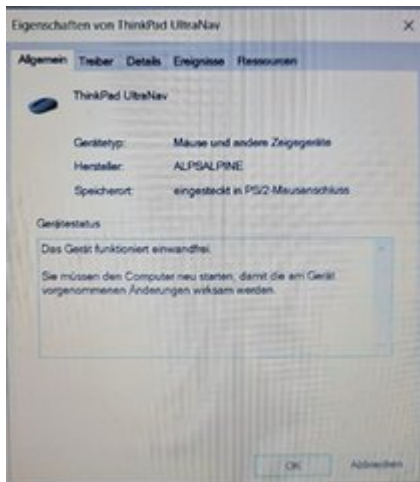 Eigenschaften von ThinkPad UltraNav
Allgemein Treiber Details Ereignisse Ressourcen
ThinkPad UltraNav
Gerätetyp: Mäuse und andere Zeigegeräte
Hersteller: ALPSALPINE
Speicherort: eingesteckt in PS/2-Mausanschluss
Gerätestatus
Das Gerät funktioniert einwandfrei.
Sie müssen den Computer neu starten, damit die am Gerät
vorgenommenen Änderungen wirksam werden.
OK Abbrechen